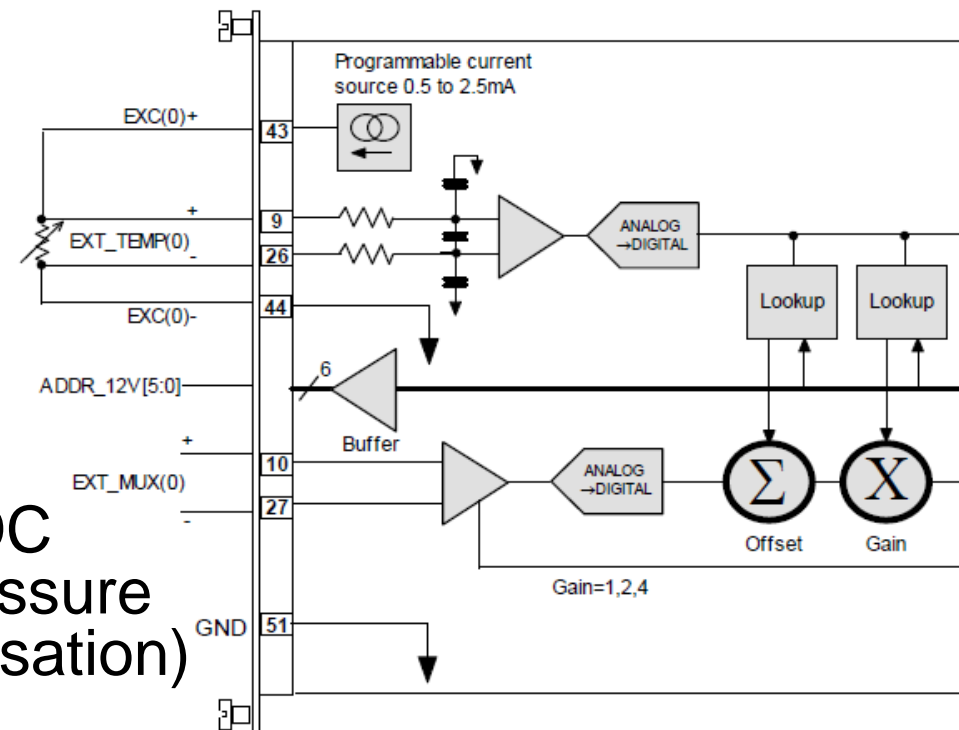 Programmable current
source 0.5 to 2.5mA
EXC(0)+
43
+
9
ANALOG
→DIGITAL
EXT_TEMP(0)
-
26
Lookup
Lookup
44
EXC(0)-
6
ADDR_12V[5:0]
Buffer
+
10
ANALOG
→DIGITAL
Σ
X
EXT_MUX(0)
27
-
Offset
Gain
DC
ssure
Gain=1,2,4
GND
51
sation)